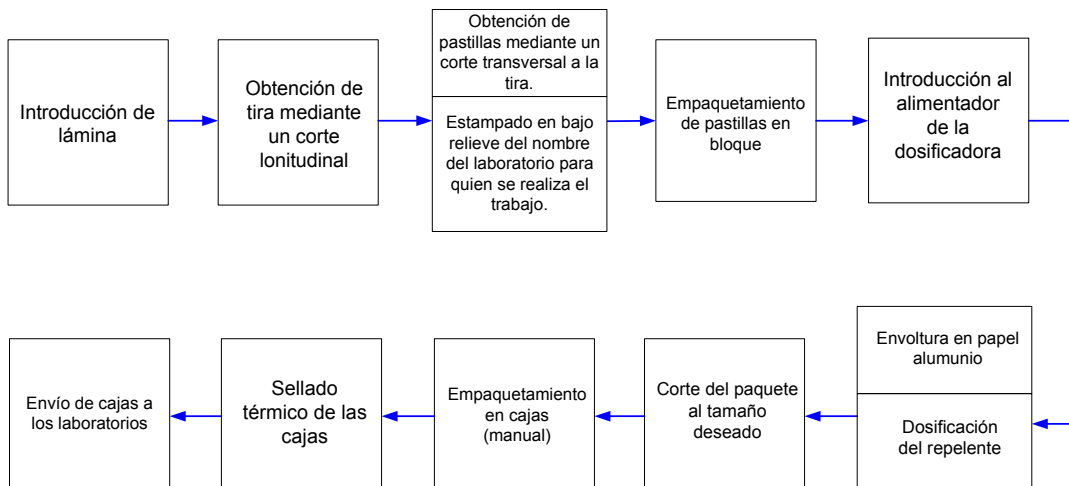 Introducción de
lámina
Obtención de
tira mediante
un corte
lonitudinal
Obtención de
pastillas mediante un
corte transversal a la
tira.
Estampado en bajo
relieve del nombre
del laboratorio para
quien se realiza el
trabajo.
Empaquetamiento
de pastillas en
bloque
Introducción al
alimentador
de la
dosificadora
Envoltura en papel
alumunio
Dosificación
del repelente
Corte del paquete
al tamaño
deseado
Empaquetamiento
en cajas
(manual)
Sellado
térmico de las
cajas
Envío de cajas a
los laboratorios